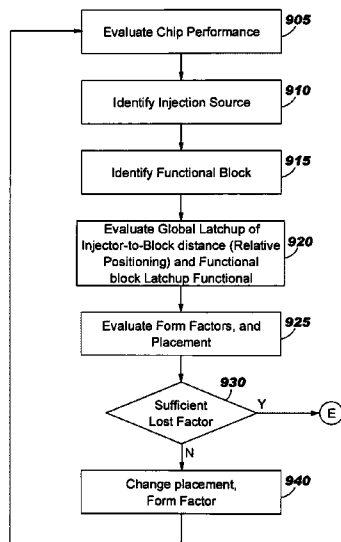 Evaluate Chip Performance
905
Identify Injection Source
910
Identify Functional Block
915
Evaluate Global Latchup of
Injector-to-Block distance (Relative
Positioning) and Functional
block Latchup Functional
920
Evaluate Form Factors, and
Placement
925
930
Sufficient
Lost Factor
Y
E
N
Change placement,
Form Factor
940